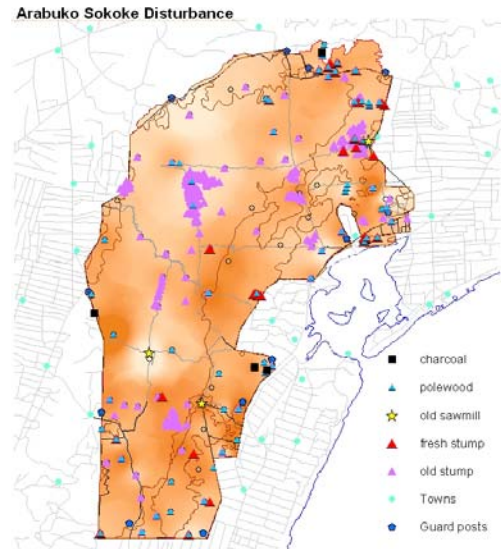 Arabuko Sokoke Disturbance
charcoal
polewood
old sawmill
fresh stump
old stump
Towns
Guard posts